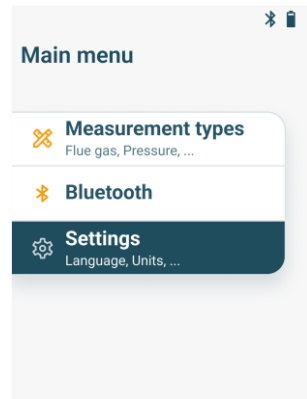 Main menu
Measurement types
Flue gas, Pressure, ...
Bluetooth
Settings
Language, Units, ...